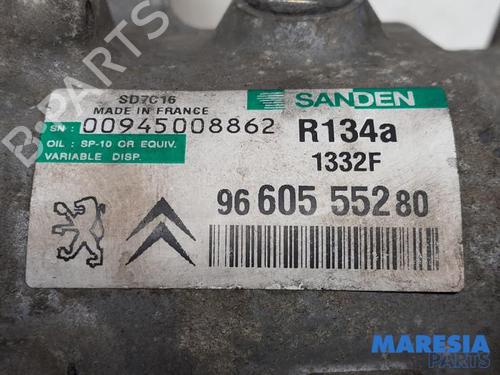 SD7C16
MADE IN FRANCE
SN: 00945008862
OIL : SP-10 OR EQUIV.
VARIABLE DISP.
SANDEN
R134a
1332F
96 605 552 80
MARESIA
PARTS